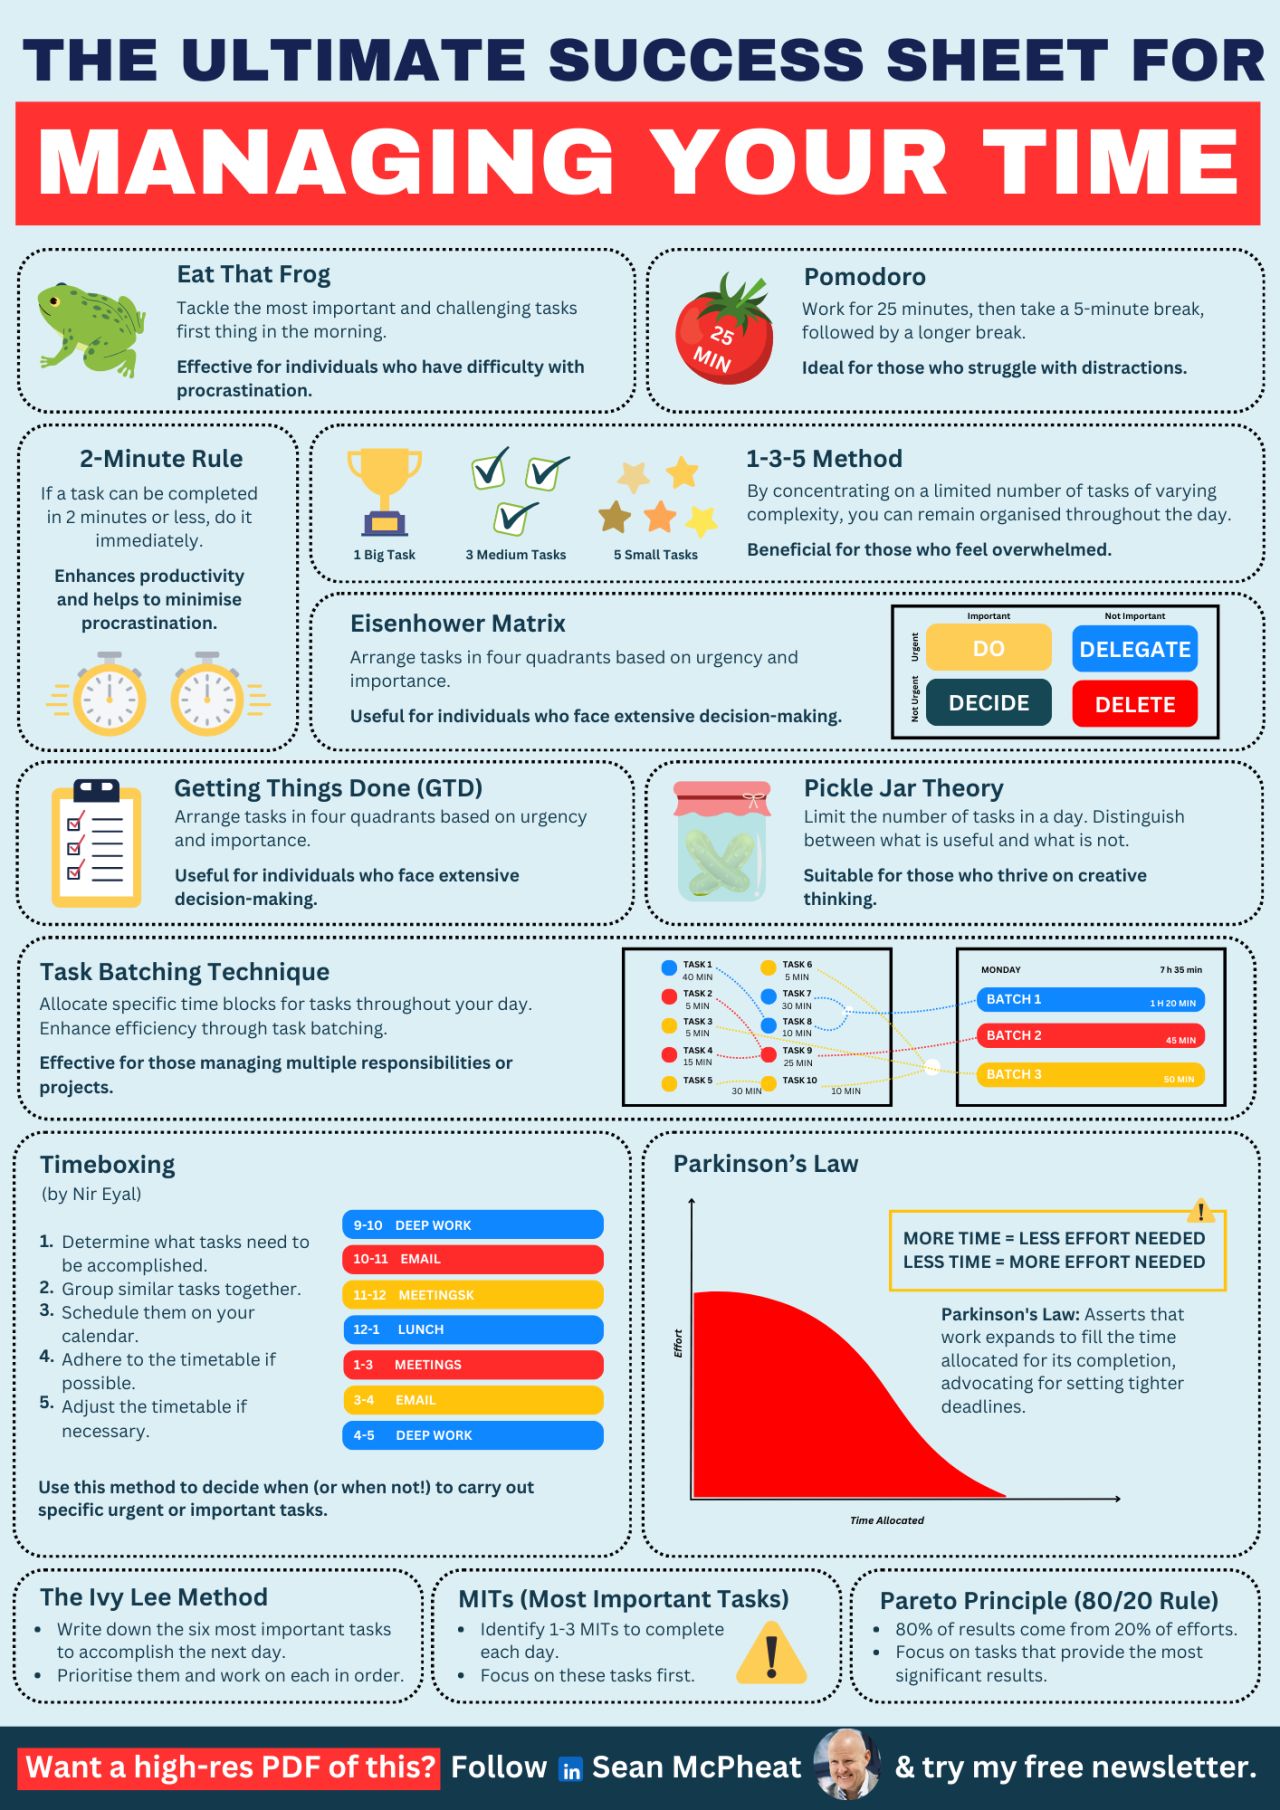 THE ULTIMATE SUCCESS SHEET FOR
MANAGING YOUR TIME
Eat That Frog
Tackle the most important and challenging tasks
first thing in the morning.
Effective for individuals who have difficulty with
procrastination.
25
MIN
Pomodoro
Work for 25 minutes, then take a 5-minute break,
followed by a longer break.
Ideal for those who struggle with distractions.
2-Minute Rule
If a task can be completed
in 2 minutes or less, do it
immediately.
Enhances productivity
and helps to minimise
procrastination.
1 Big Task
3 Medium Tasks
5 Small Tasks
1-3-5 Method
By concentrating on a limited number of tasks of varying
complexity, you can remain organised throughout the day.
Beneficial for those who feel overwhelmed.
Eisenhower Matrix
Arrange tasks in four quadrants based on urgency and
importance.
Useful for individuals who face extensive decision-making.
Important
Not Important
Urgent
DO
DELEGATE
Not Urgent
DECIDE
DELETE
Getting Things Done (GTD)
Arrange tasks in four quadrants based on urgency
and importance.
Useful for individuals who face extensive
decision-making.
Pickle Jar Theory
Limit the number of tasks in a day. Distinguish
between what is useful and what is not.
Suitable for those who thrive on creative
thinking.
Task Batching Technique
Allocate specific time blocks for tasks throughout your day.
Enhance efficiency through task batching.
Effective for those managing multiple responsibilities or
projects.
TASK 1
40 MIN
TASK 2
5 MIN
TASK 3
5 MIN
TASK 4
15 MIN
TASK 5
30 MIN
TASK 6
5 MIN
TASK 7
30 MIN
TASK 8
10 MIN
TASK 9
25 MIN
TASK 10
10 MIN
MONDAY
7 h 35 min
BATCH 1
1 H 20 MIN
BATCH 2
45 MIN
BATCH 3
50 MIN
Timeboxing
(by Nir Eyal)
1. Determine what tasks need to
be accomplished.
2. Group similar tasks together.
3. Schedule them on your
calendar.
4. Adhere to the timetable if
possible.
5. Adjust the timetable if
necessary.
9-10 DEEP WORK
10-11 EMAIL
11-12 MEETINGSK
12-1 LUNCH
1-3 MEETINGS
3-4 EMAIL
4-5 DEEP WORK
Use this method to decide when (or when not!) to carry out
specific urgent or important tasks.
Parkinson's Law
MORE TIME = LESS EFFORT NEEDED
LESS TIME = MORE EFFORT NEEDED
Parkinson's Law: Asserts that
work expands to fill the time
allocated for its completion,
advocating for setting tighter
deadlines.
Effort
Time Allocated
The Ivy Lee Method
• Write down the six most important tasks
to accomplish the next day.
• Prioritise them and work on each in order.
MITs (Most Important Tasks)
• Identify 1-3 MITs to complete
each day.
• Focus on these tasks first.
Pareto Principle (80/20 Rule)
• 80% of results come from 20% of efforts.
• Focus on tasks that provide the most
significant results.
Want a high-res PDF of this? Follow in Sean McPheat & try my free newsletter.